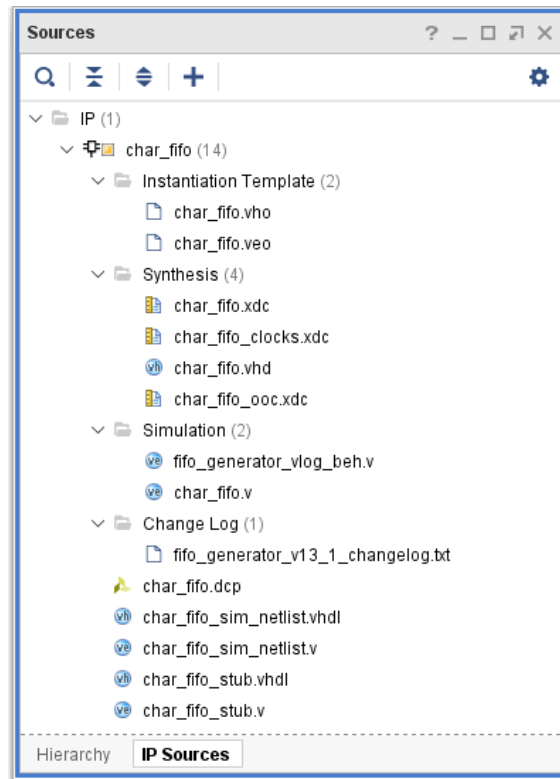 Sources
IP (1)
char_fifo (14)
Instantiation Template (2)
char_fifo.vho
char_fifo.veo
Synthesis (4)
char_fifo.xdc
char_fifo_clocks.xdc
char_fifo.vhd
char_fifo_ooc.xdc
Simulation (2)
fifo_generator_vlog_beh.v
char_fifo.v
Change Log (1)
fifo_generator_v13_1_changelog.txt
char_fifo.dcp
char_fifo_sim_netlist.vhdl
char_fifo_sim_netlist.v
char_fifo_stub.vhdl
char_fifo_stub.v
Hierarchy IP Sources